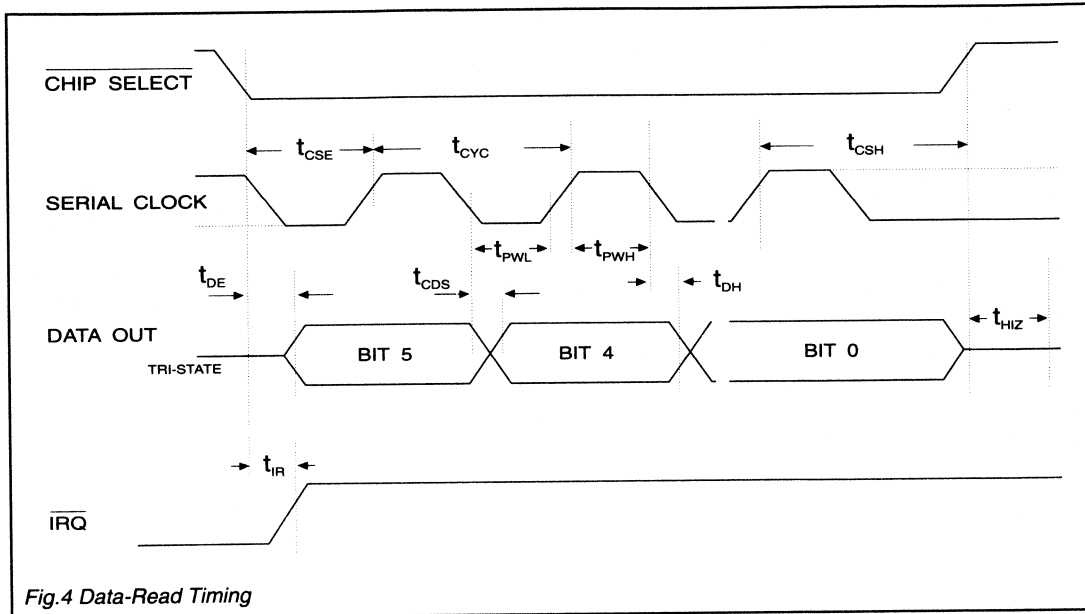 CHIP SELECT
tCSE
tCYC
tCSH
SERIAL CLOCK
tPWL
tPWH
tDE
tCDS
tDH
DATA OUT
TRI-STATE
BIT 5
BIT 4
BIT 0
tHIZ
tIR
IRQ
Fig.4 Data-Read Timing